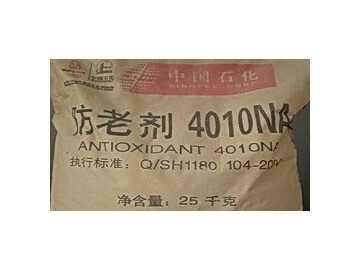 中国石化
SINOPEC CORP
防老剂 4010NA
ANTIOXIDANT 4010NA
执行标准：Q/SH1180 104-20
净含量：25 千克